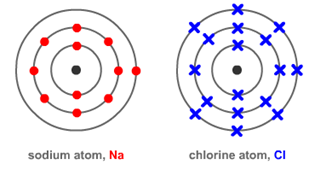 sodium atom, Na
chlorine atom, Cl